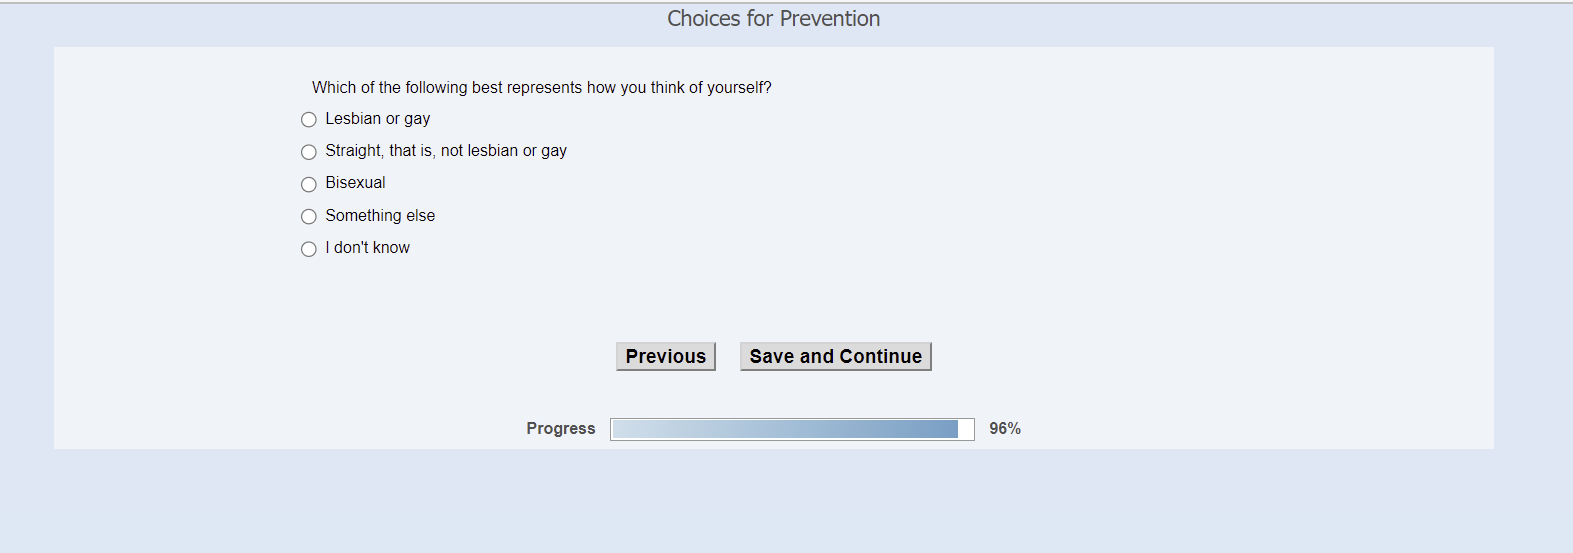 Choices for Prevention
Which of the following best represents how you think of yourself?
Lesbian or gay
Straight, that is, not lesbian or gay
Bisexual
Something else
I don't know
Previous Save and Continue
Progress 96%